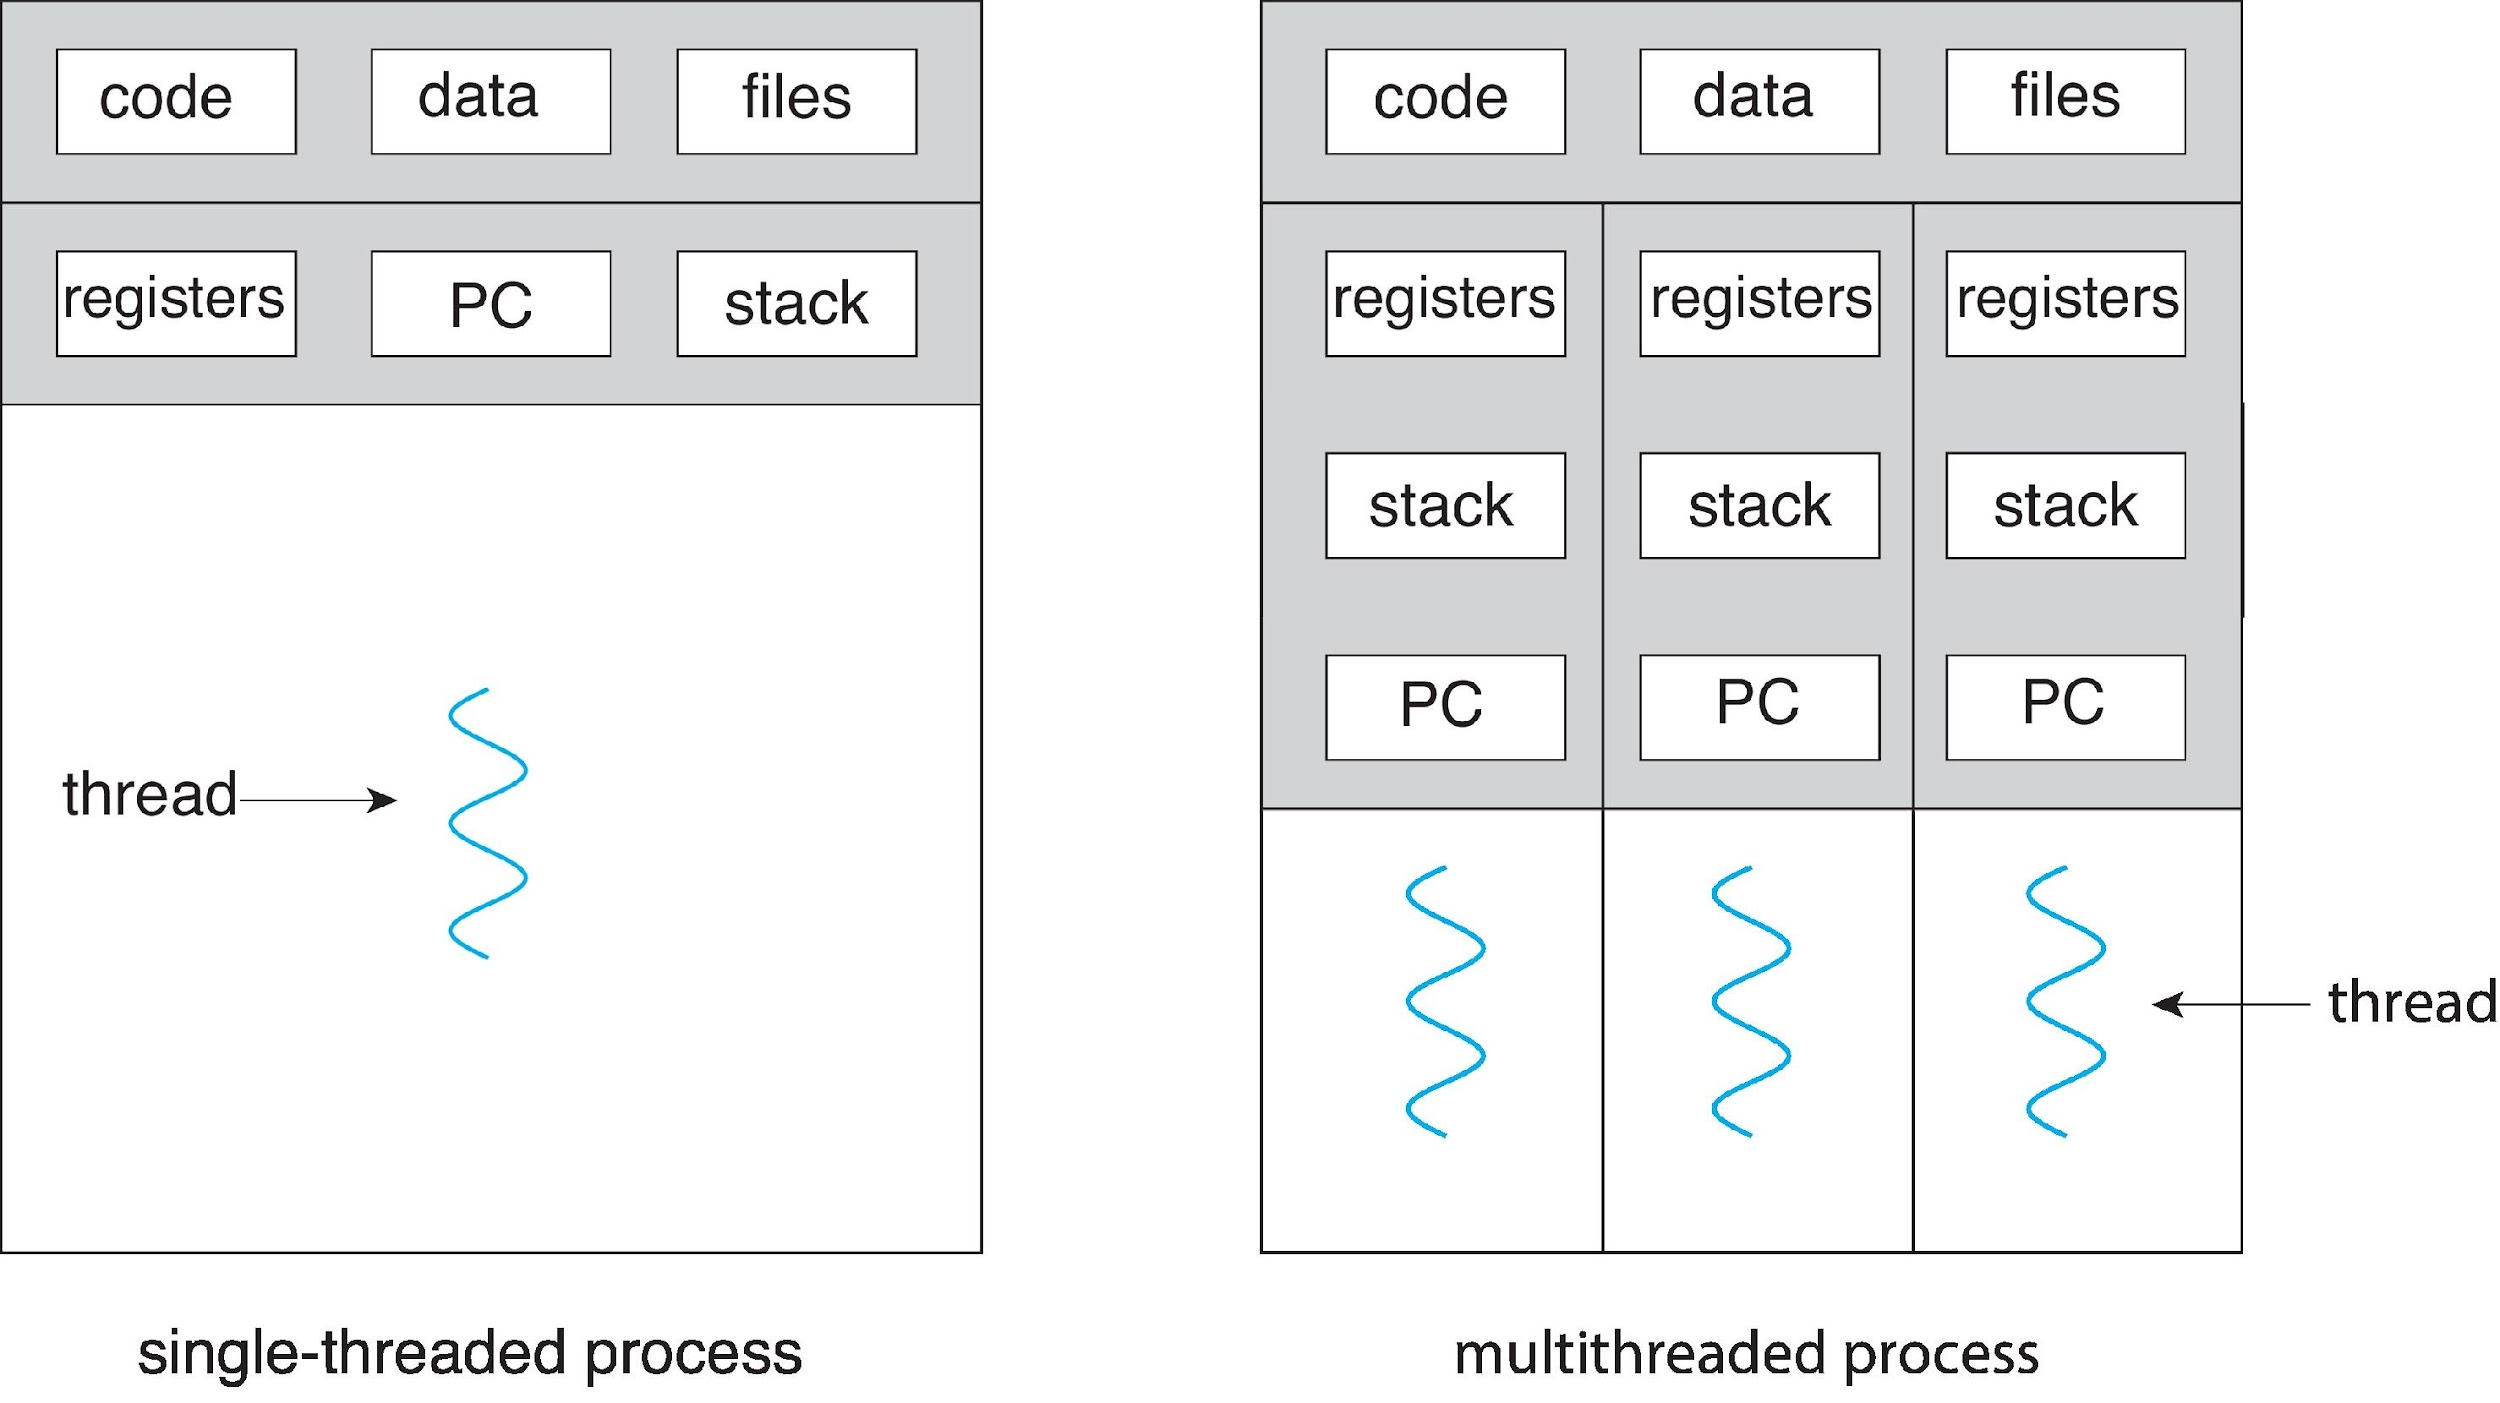 code data files
registers PC stack
thread
single-threaded process
code data files
registers registers registers
stack stack stack
PC PC PC
thread
multithreaded process